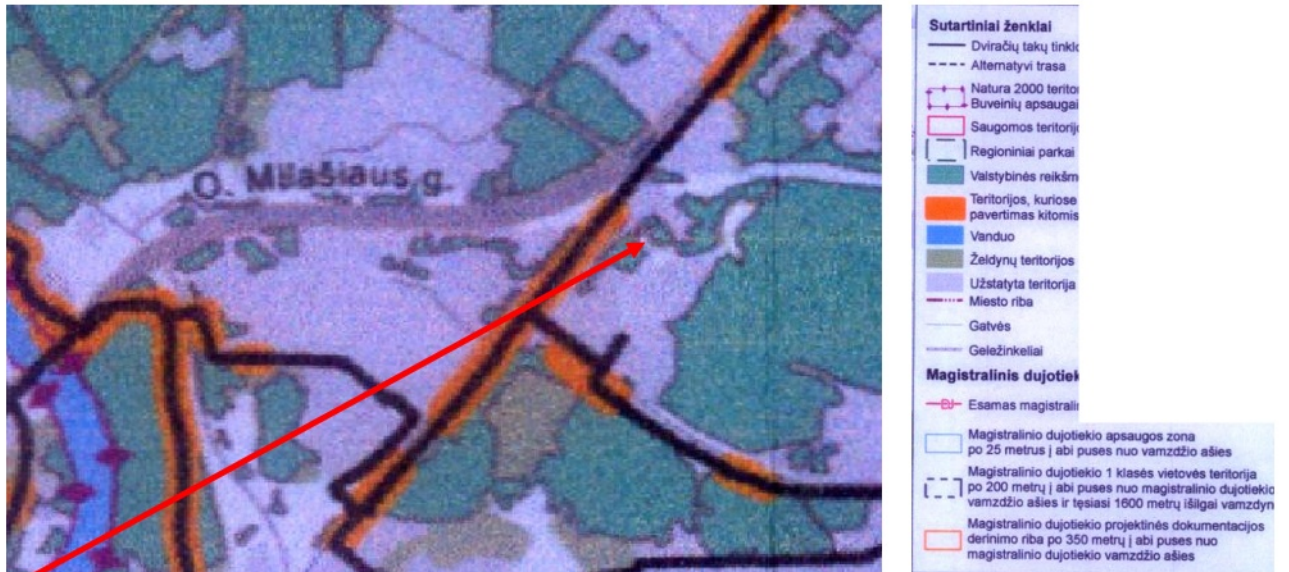 O. Milašiaus g.
Sutartiniai ženklai
Dviračių takų tinklo
Alternatyvi trasa
Natura 2000 terito
Buveinių apsaugai
Saugomos teritorijo
Regioniniai parkai
Valstybinės reikšm
Teritorijos, kuriose
pavertimas kitomis
Vanduo
Želdynų teritorijos
Užstatyta teritorija
Miesto riba
Gatvės
Geležinkeliai
Magistralinis dujotiek
Esamas magistralin
Magistralinio dujotiekio apsaugos zona
po 25 metrus į abi puses nuo vamzdžio ašies
Magistralinio dujotiekio 1 klasės vietovės teritorija
po 200 metrų į abi puses nuo magistralinio dujotiekio
vamzdžio ašies ir tęsiasi 1600 metrų išilgai vamzdyn
Magistralinio dujotiekio projektinės dokumentacijos
derinimo riba po 350 metrų į abi puses nuo
magistralinio dujotiekio vamzdžio ašies